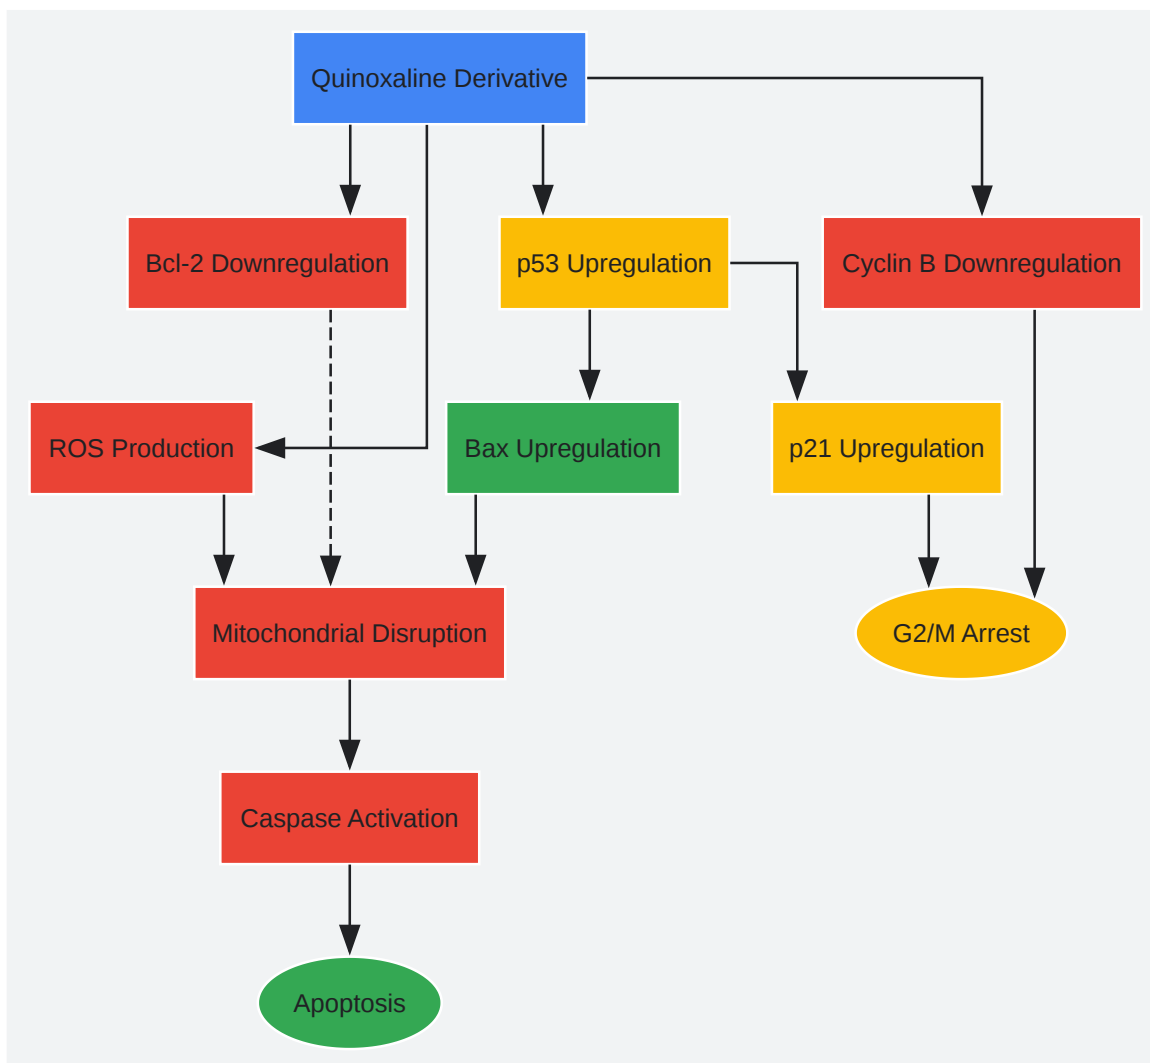 Quinoxaline Derivative
Bcl-2 Downregulation
p53 Upregulation
Cyclin B Downregulation
ROS Production
Bax Upregulation
p21 Upregulation
Mitochondrial Disruption
G2/M Arrest
Caspase Activation
Apoptosis